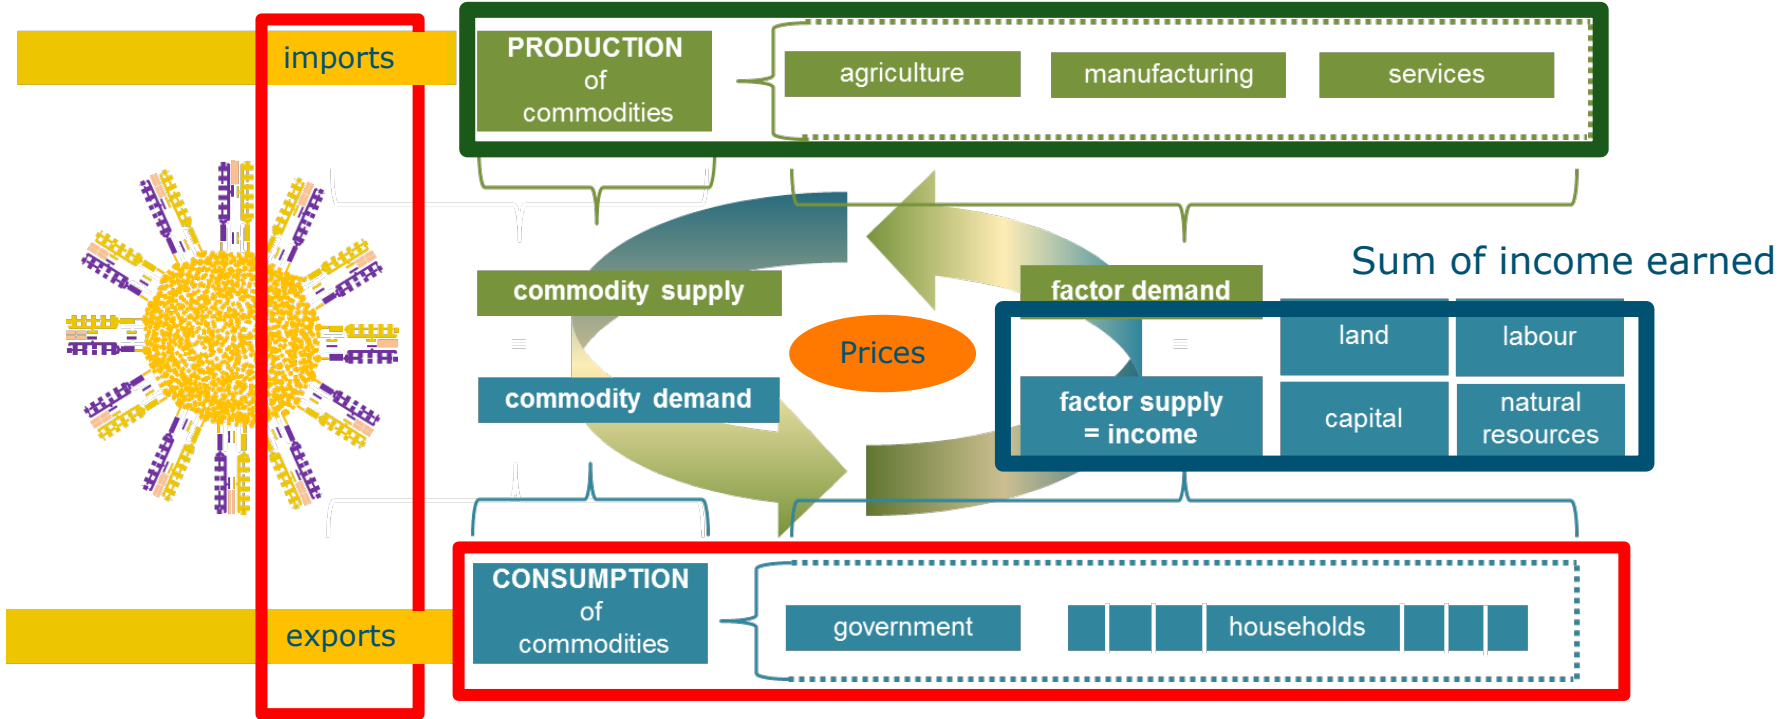 imports
PRODUCTION
of
commodities
agriculture
manufacturing
services
commodity supply
factor demand
Sum of income earned
Prices
land
labour
commodity demand
factor supply
= income
capital
natural
resources
CONSUMPTION
of
commodities
government
households
exports